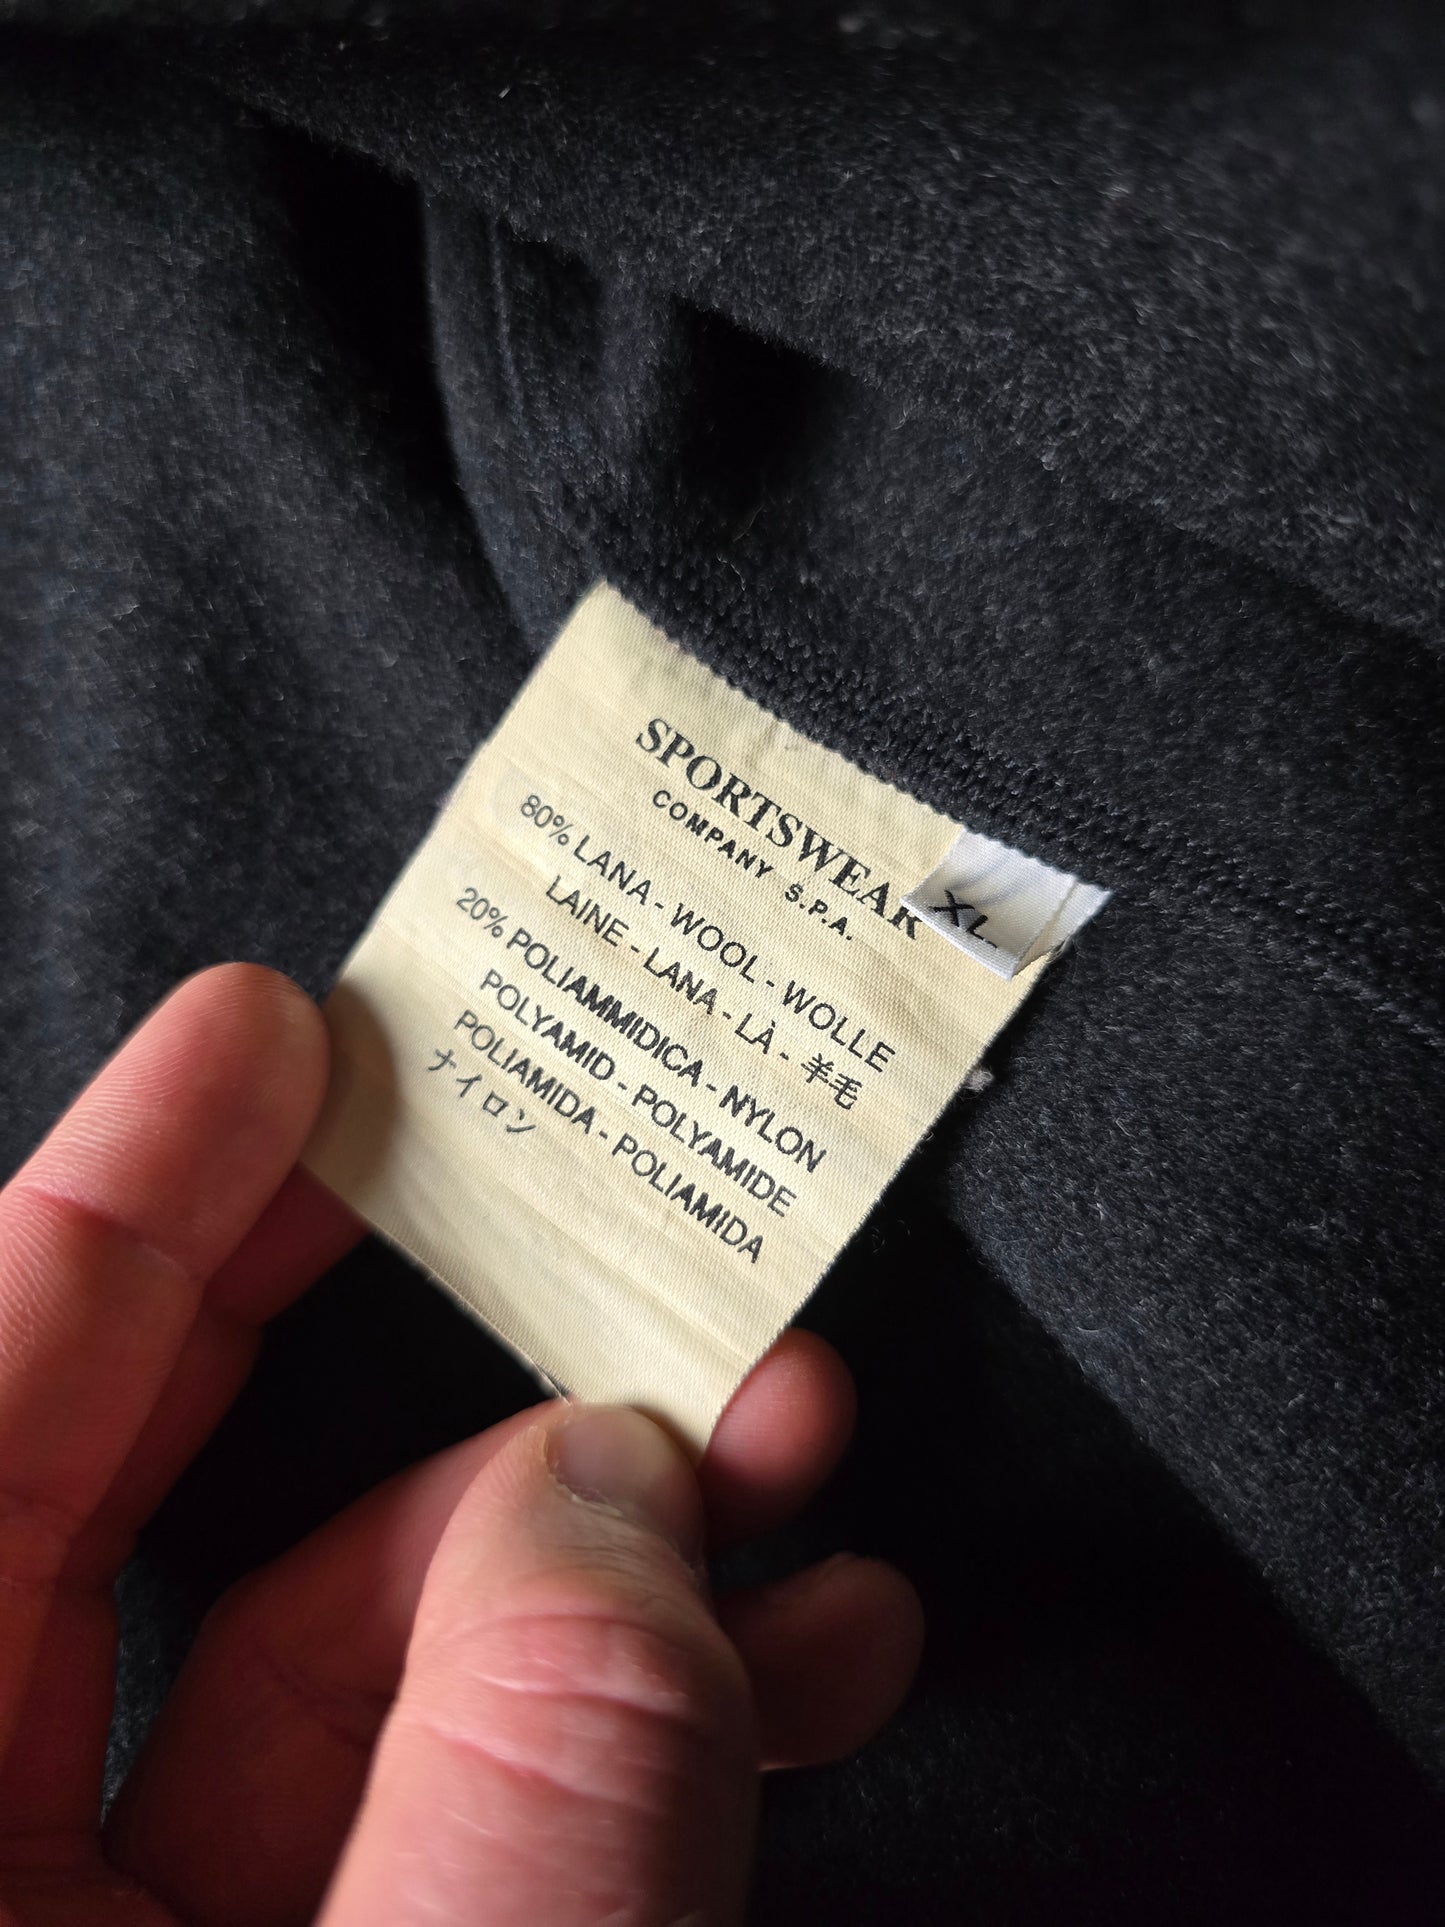 SPORTSWEAR
COMPANY S.P.A.
XL
80% LANA - WOOL - WOLLE
LAINE - LANA - LÀ - 羊毛
20% POLIAMMIDICA - NYLON
POLYAMID - POLYAMIDE
POLIAMIDA - POLIAMIDA
ナイロン